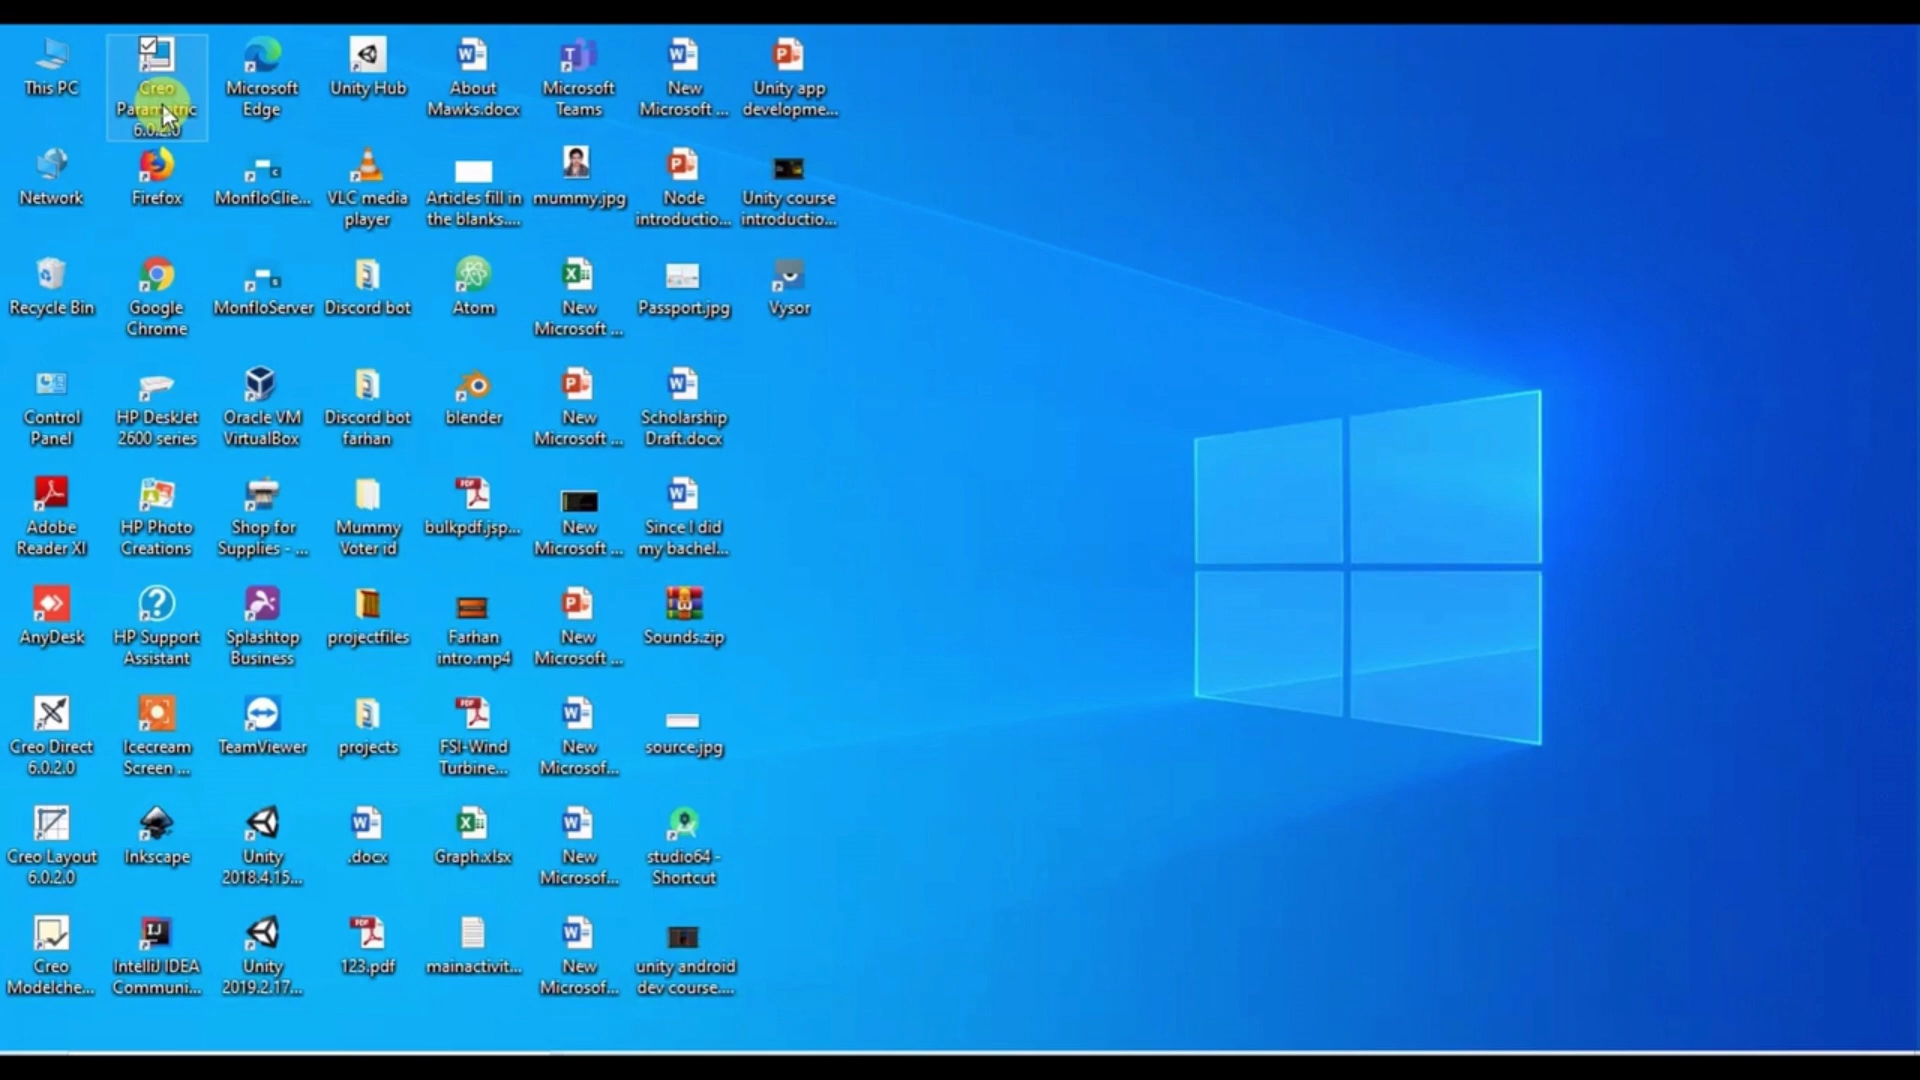 This PC
Creo
Parametric
6.0.2.0
Microsoft
Edge
Unity Hub
About
Mawks.docx
Microsoft
Teams
New
Microsoft ...
Unity app
developme...
Network
Firefox
MonfloClie...
VLC media
player
Articles fill in
the blanks....
mummy.jpg
Node
introductio...
Unity course
introductio...
Recycle Bin
Google
Chrome
MonfloServer
Discord bot
Atom
New
Microsoft ...
Passport.jpg
Vysor
Control
Panel
HP DeskJet
2600 series
Oracle VM
VirtualBox
Discord bot
farhan
blender
New
Microsoft ...
Scholarship
Draft.docx
Adobe
Reader XI
HP Photo
Creations
Shop for
Supplies - ...
Mummy
Voter id
bulkpdf.jsp...
New
Microsoft ...
Since I did
my bachel...
AnyDesk
HP Support
Assistant
Splashtop
Business
projectfiles
Farhan
intro.mp4
New
Microsoft ...
Sounds.zip
Creo Direct
6.0.2.0
Icecream
Screen ...
TeamViewer
projects
FSI-Wind
Turbine...
New
Microsof...
source.jpg
Creo Layout
6.0.2.0
Inkscape
Unity
2018.4.15...
.docx
Graph.xlsx
New
Microsof...
studio64 -
Shortcut
Creo
Modelche...
IntelliJ IDEA
Communi...
Unity
2019.2.17...
123.pdf
mainactivit...
New
Microsof...
unity android
dev course....